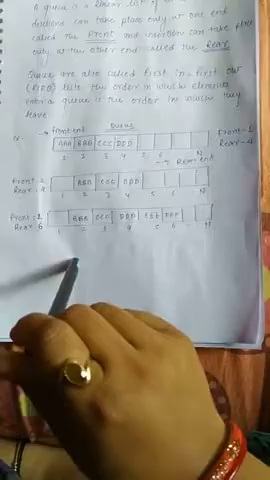 A queue is a linear list
deletions can take place only at one end
called the Front and insertion can take place
only at the other end called the Rear
Queue are also called first in - first out
(FIFO) lists the order in which elements
enter a queue is the order in which they
leave
Queue
front end
AAA BBB CCC DDD
Front = 1
Rear = 4
1 2 3 4 5 6 N
→ Rear end
Front = 2
Rear = 4
BBB CCC DDD
1 2 3 4 5 6 N
Front = 2
Rear = 6
BBB CCC DDD EEE FFF
1 2 3 4 5 6 N